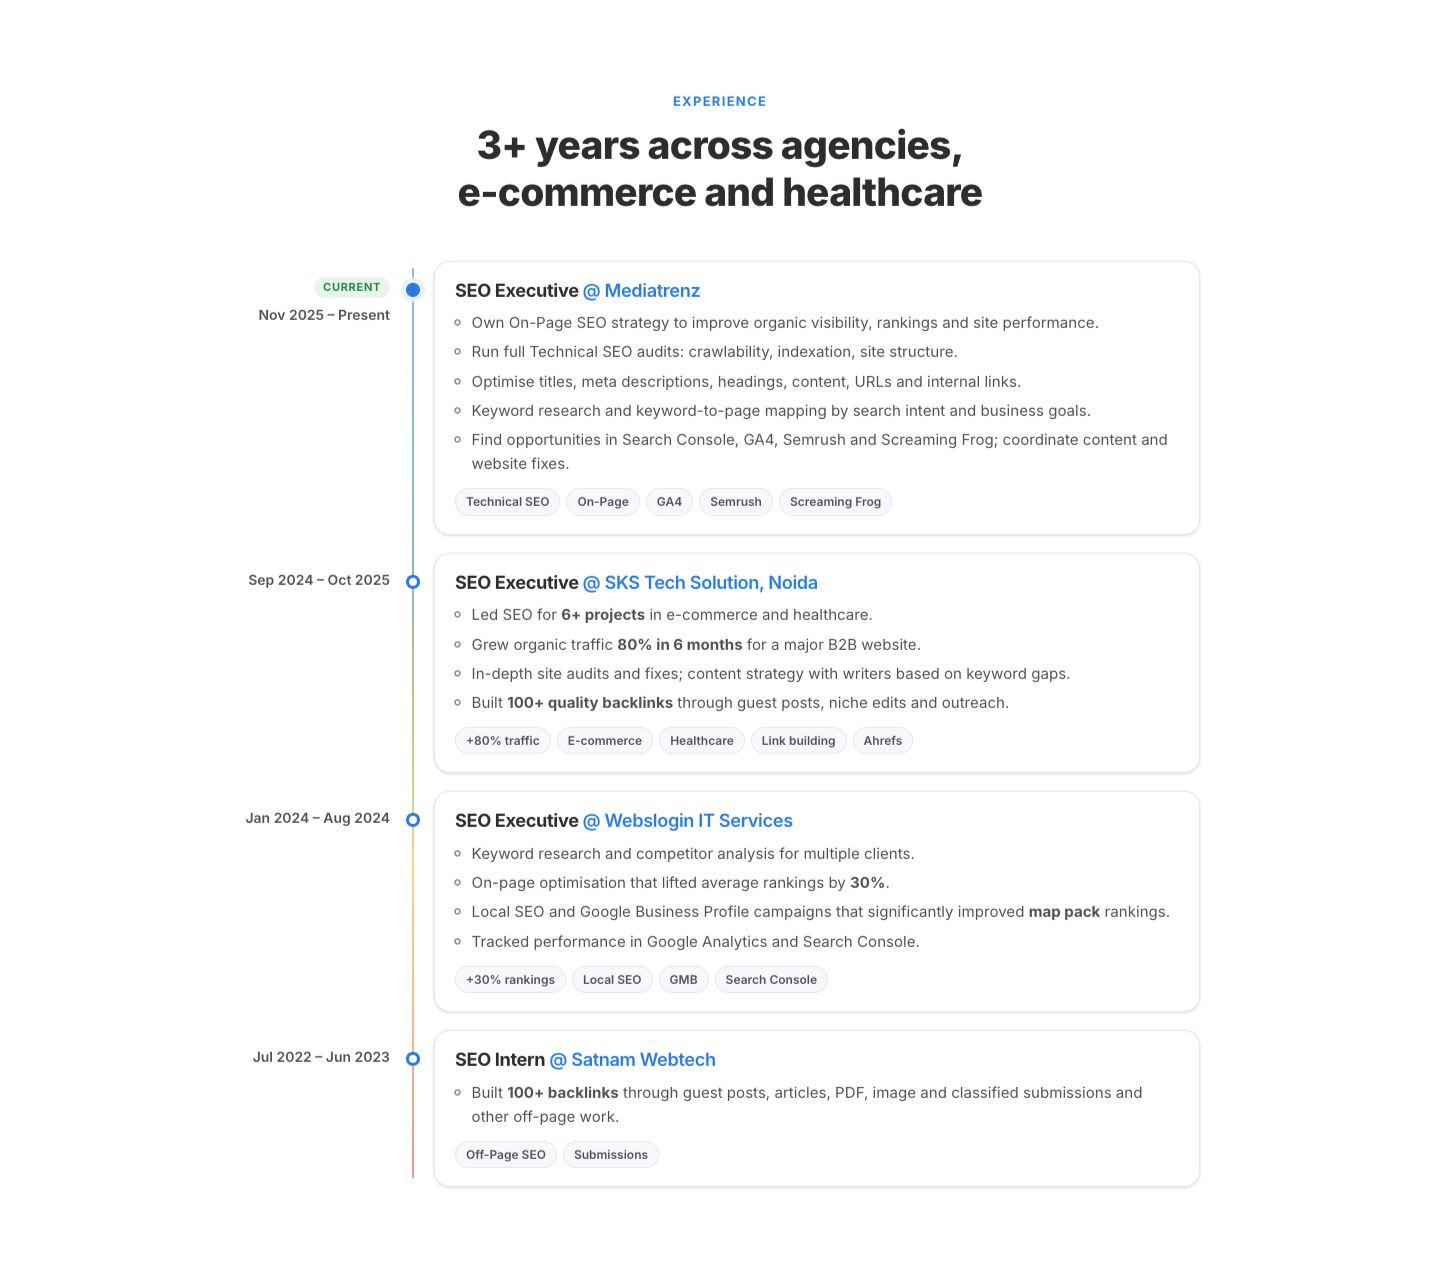 EXPERIENCE
3+ years across agencies,
e-commerce and healthcare
CURRENT
Nov 2025 – Present
SEO Executive @ Mediatrenz
Own On-Page SEO strategy to improve organic visibility, rankings and site performance.
Run full Technical SEO audits: crawlability, indexation, site structure.
Optimise titles, meta descriptions, headings, content, URLs and internal links.
Keyword research and keyword-to-page mapping by search intent and business goals.
Find opportunities in Search Console, GA4, Semrush and Screaming Frog; coordinate content and
website fixes.
Technical SEO On-Page GA4 Semrush Screaming Frog
Sep 2024 – Oct 2025
SEO Executive @ SKS Tech Solution, Noida
Led SEO for 6+ projects in e-commerce and healthcare.
Grew organic traffic 80% in 6 months for a major B2B website.
In-depth site audits and fixes; content strategy with writers based on keyword gaps.
Built 100+ quality backlinks through guest posts, niche edits and outreach.
+80% traffic E-commerce Healthcare Link building Ahrefs
Jan 2024 – Aug 2024
SEO Executive @ Webslogin IT Services
Keyword research and competitor analysis for multiple clients.
On-page optimisation that lifted average rankings by 30%.
Local SEO and Google Business Profile campaigns that significantly improved map pack rankings.
Tracked performance in Google Analytics and Search Console.
+30% rankings Local SEO GMB Search Console
Jul 2022 – Jun 2023
SEO Intern @ Satnam Webtech
Built 100+ backlinks through guest posts, articles, PDF, image and classified submissions and
other off-page work.
Off-Page SEO Submissions